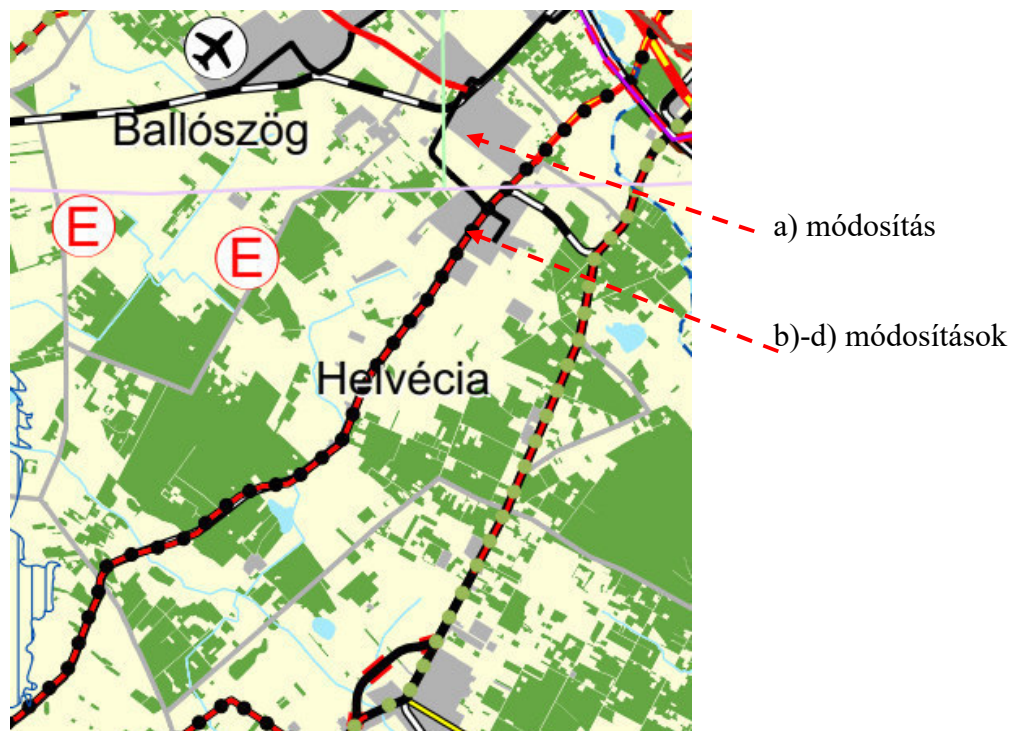 Ballószög
a) módosítás
E
E
b)-d) módosítások
Helvécia